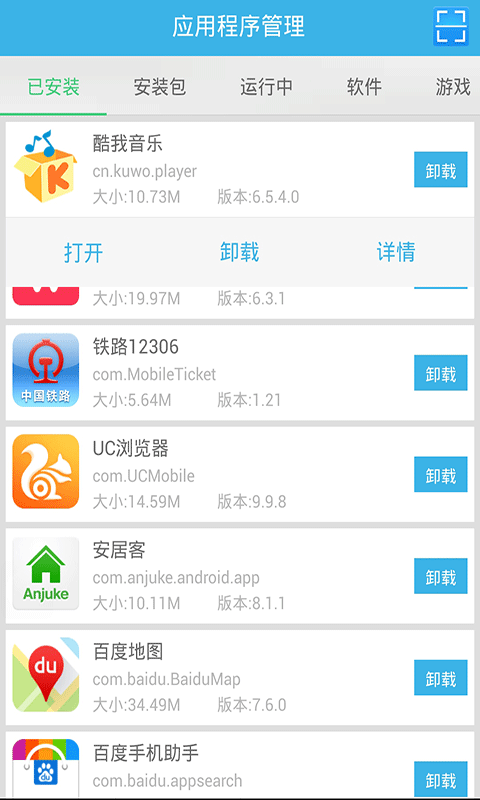 应用程序管理
已安装 安装包 运行中 软件 游戏
酷我音乐
cn.kuwo.player
大小:10.73M 版本:6.5.4.0
卸载
K
打开 卸载 详情
大小:19.97M 版本:6.3.1
铁路12306
com.MobileTicket
大小:5.64M 版本:1.21
卸载
中国铁路
UC浏览器
com.UCMobile
大小:14.59M 版本:9.9.8
卸载
安居客
com.anjuke.android.app
大小:10.11M 版本:8.1.1
卸载
Anjuke
百度地图
com.baidu.BaiduMap
大小:34.49M 版本:7.6.0
卸载
du
百度手机助手
com.baidu.appsearch
卸载
du